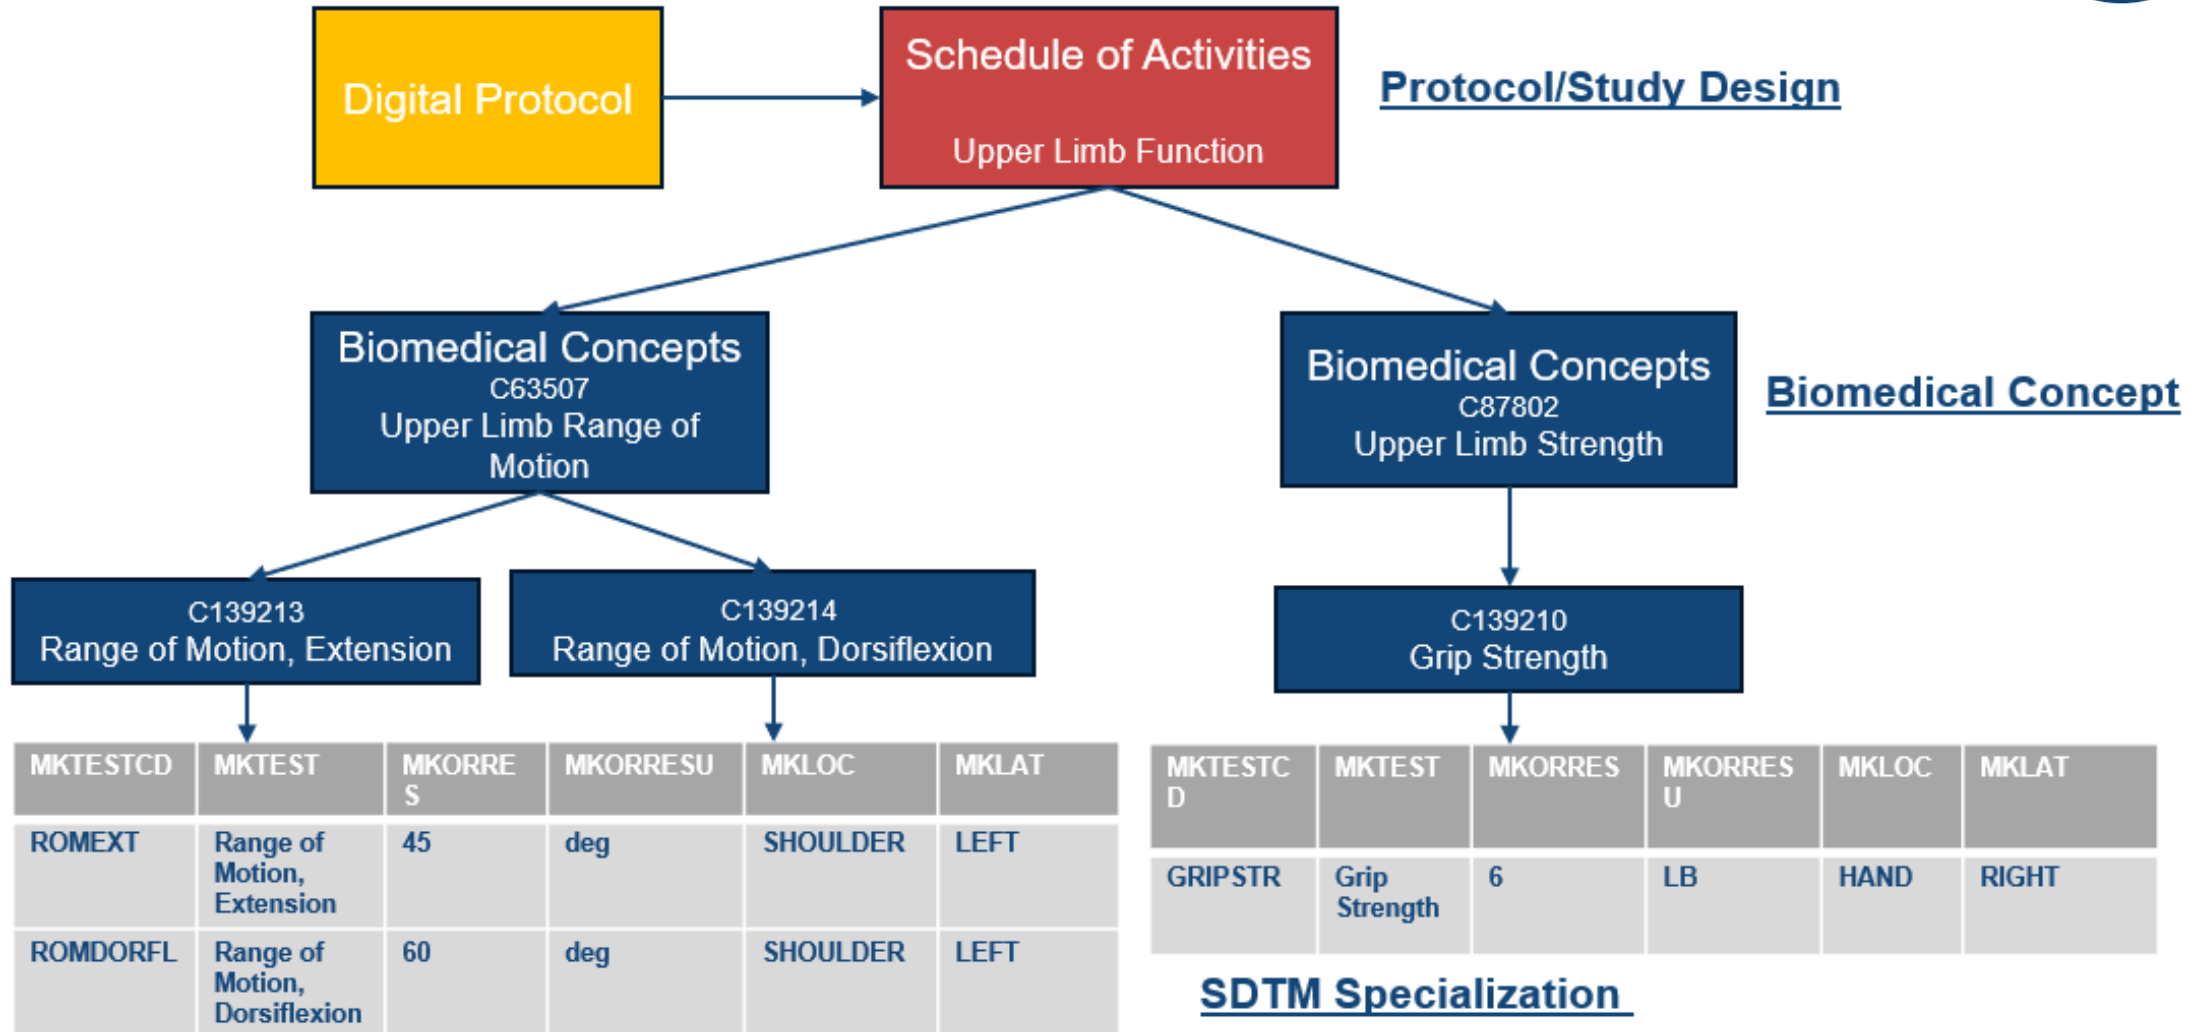 Digital Protocol
Schedule of Activities
Upper Limb Function
Protocol/Study Design
Biomedical Concepts
C63507
Upper Limb Range of
Motion
Biomedical Concepts
C87802
Upper Limb Strength
Biomedical Concept
C139213
Range of Motion, Extension
C139214
Range of Motion, Dorsiflexion
C139210
Grip Strength
MKTESTCD MKTEST MKORRE MKORRESU MKLOC MKLAT
S
ROMEXT Range of 45 deg SHOULDER LEFT
Motion,
Extension
ROMDORFL Range of 60 deg SHOULDER LEFT
Motion,
Dorsiflexion
MKTESTC MKTEST MKORRES MKORRES MKLOC MKLAT
D U
GRIPSTR Grip 6 LB HAND RIGHT
Strength
SDTM Specialization